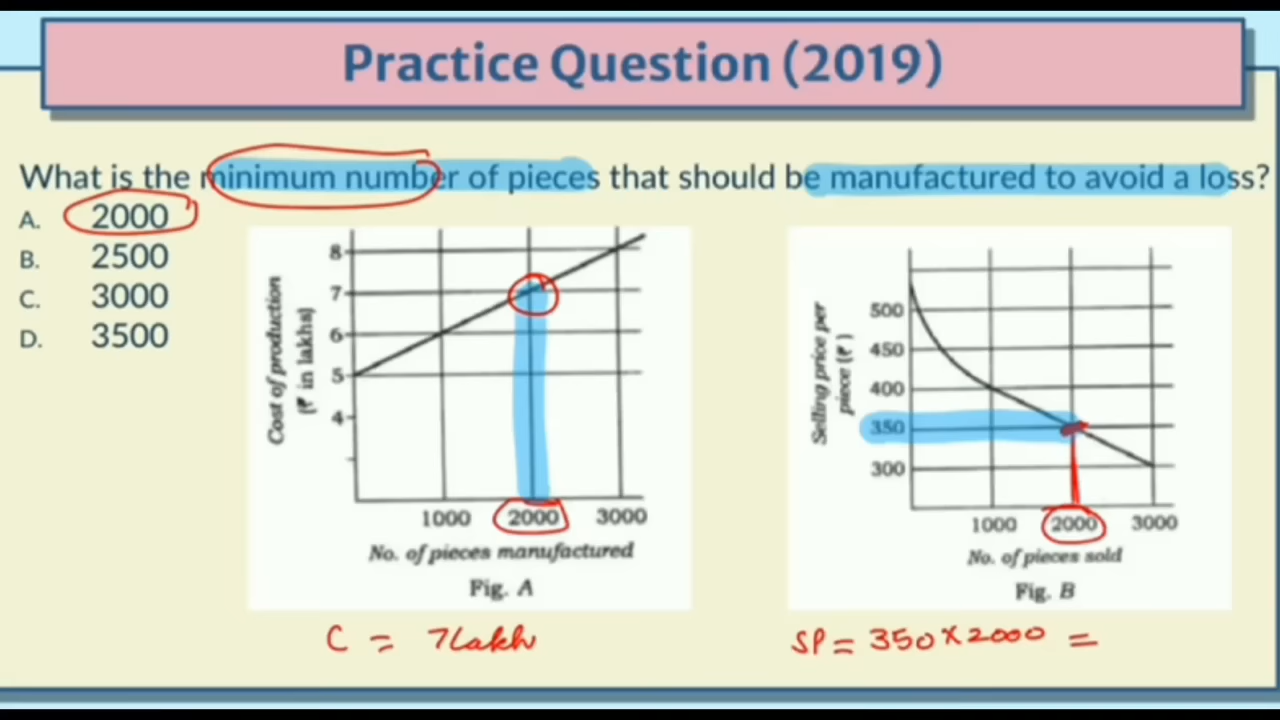 Practice Question (2019)
What is the minimum number of pieces that should be manufactured to avoid a loss?
A. 2000
B. 2500
C. 3000
D. 3500
Cost of production
(₹ in lakhs)
8
7
6
5
4
1000 2000 3000
No. of pieces manufactured
Fig. A
Selling price per
piece (₹)
500
450
400
350
300
1000 2000 3000
No. of pieces sold
Fig. B
C = 7 Lakh
SP = 350 × 2000 =